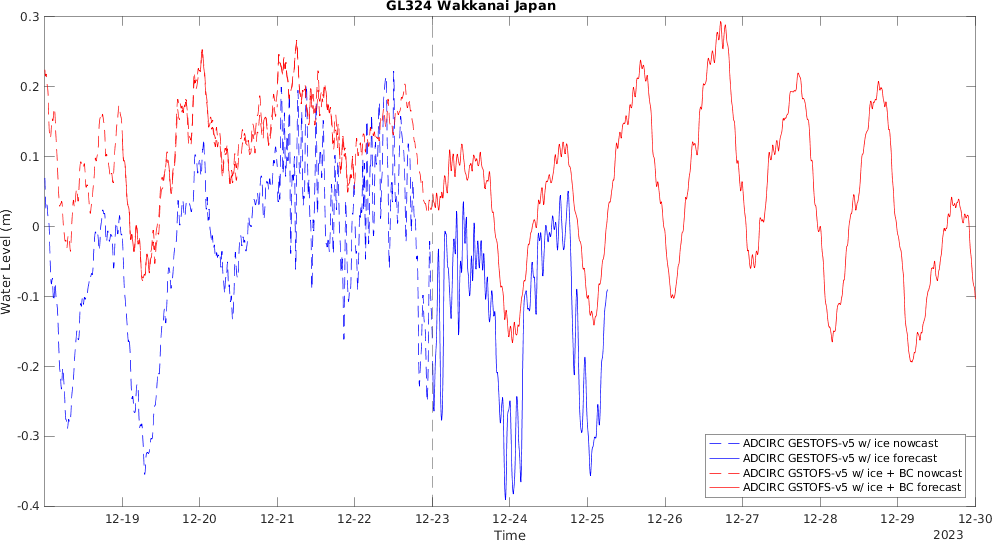 GL324 Wakkanai Japan
0.3
0.2
0.1
0
-0.1
-0.2
-0.3
-0.4
Water Level (m)
ADCIRC GESTOFS-v5 w/ ice nowcast
ADCIRC GESTOFS-v5 w/ ice forecast
ADCIRC GSTOFS-v5 w/ ice + BC nowcast
ADCIRC GSTOFS-v5 w/ ice + BC forecast
12-19 12-20 12-21 12-22 12-23 12-24 12-25 12-26 12-27 12-28 12-29 12-30
Time
2023